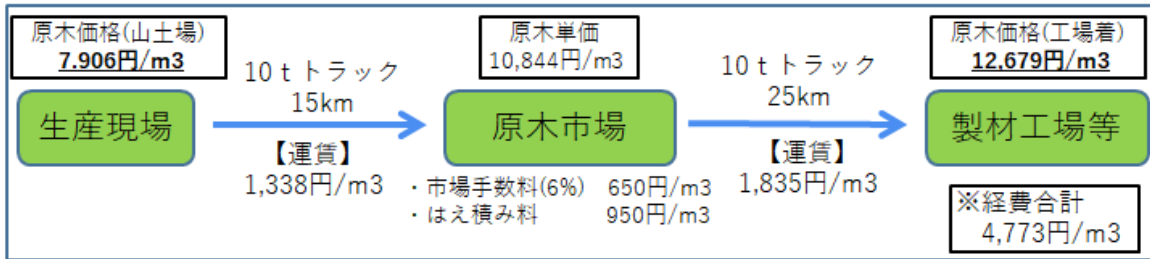 原木価格(山土場)
7.906円/m3
10tトラック
15km
生産現場
【運賃】
1,338円/m3
原木単価
10,844円/m3
原木市場
・市場手数料(6%) 650円/m3
・はえ積み料 950円/m3
10tトラック
25km
【運賃】
1,835円/m3
原木価格(工場着)
12,679円/m3
製材工場等
※経費合計
4,773円/m3